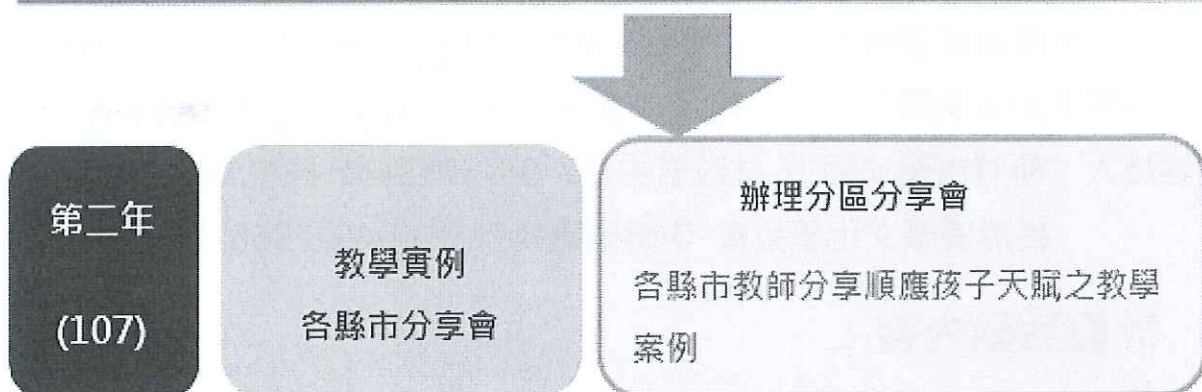 第二年
(107)
教學實例
各縣市分享會
辦理分區分享會
各縣市教師分享順應孩子天賦之教學
案例